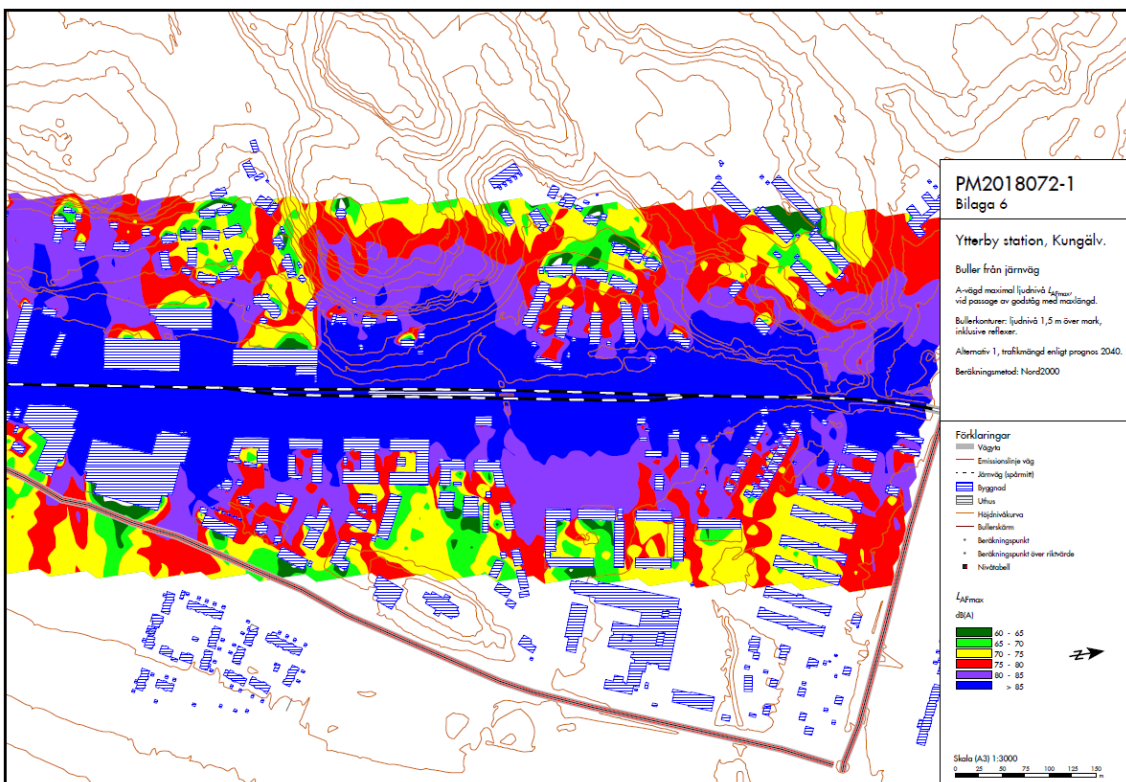 PM2018072-1
Bilaga 6
Ytterby station, Kungälv.
Buller från järnväg
A-vägd maximal ljudnivå LAFmax,
vid passage av godståg med maxlängd.
Bullerkonturer: ljudnivå 1,5 m över mark,
inklusive reflexer.
Alternativ 1, trafikmängd enligt prognos 2040.
Beräkningsmetod: Nord2000
Förklaringar
Vägyta
Emissionslinje väg
Järnväg (spårmitt)
Byggnad
Uthus
Höjdnivåkurva
Bullerskärm
Beräkningspunkt
Beräkningspunkt över riktvärde
Nivåtabell
LAFmax
dB(A)
60 - 65
65 - 70
70 - 75
75 - 80
80 - 85
> 85
N
Skala (A3) 1:3000
0 25 50 75 100 125 150
m